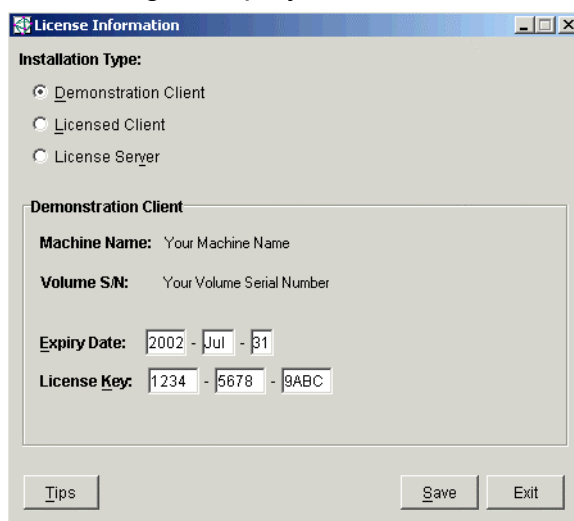 License Information
Installation Type:
Demonstration Client
Licensed Client
License Server
Demonstration Client
Machine Name: Your Machine Name
Volume S/N: Your Volume Serial Number
Expiry Date: 2002 - Jul - 31
License Key: 1234 - 5678 - 9ABC
Tips Save Exit